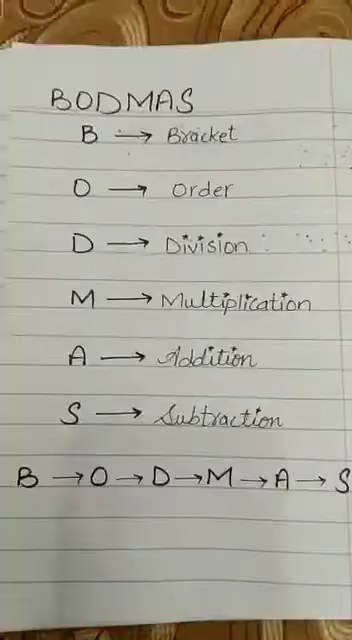 BODMAS
B → Bracket
O → Order
D → Division
M → Multiplication
A → Addition
S → Subtraction
B → O → D → M → A → S